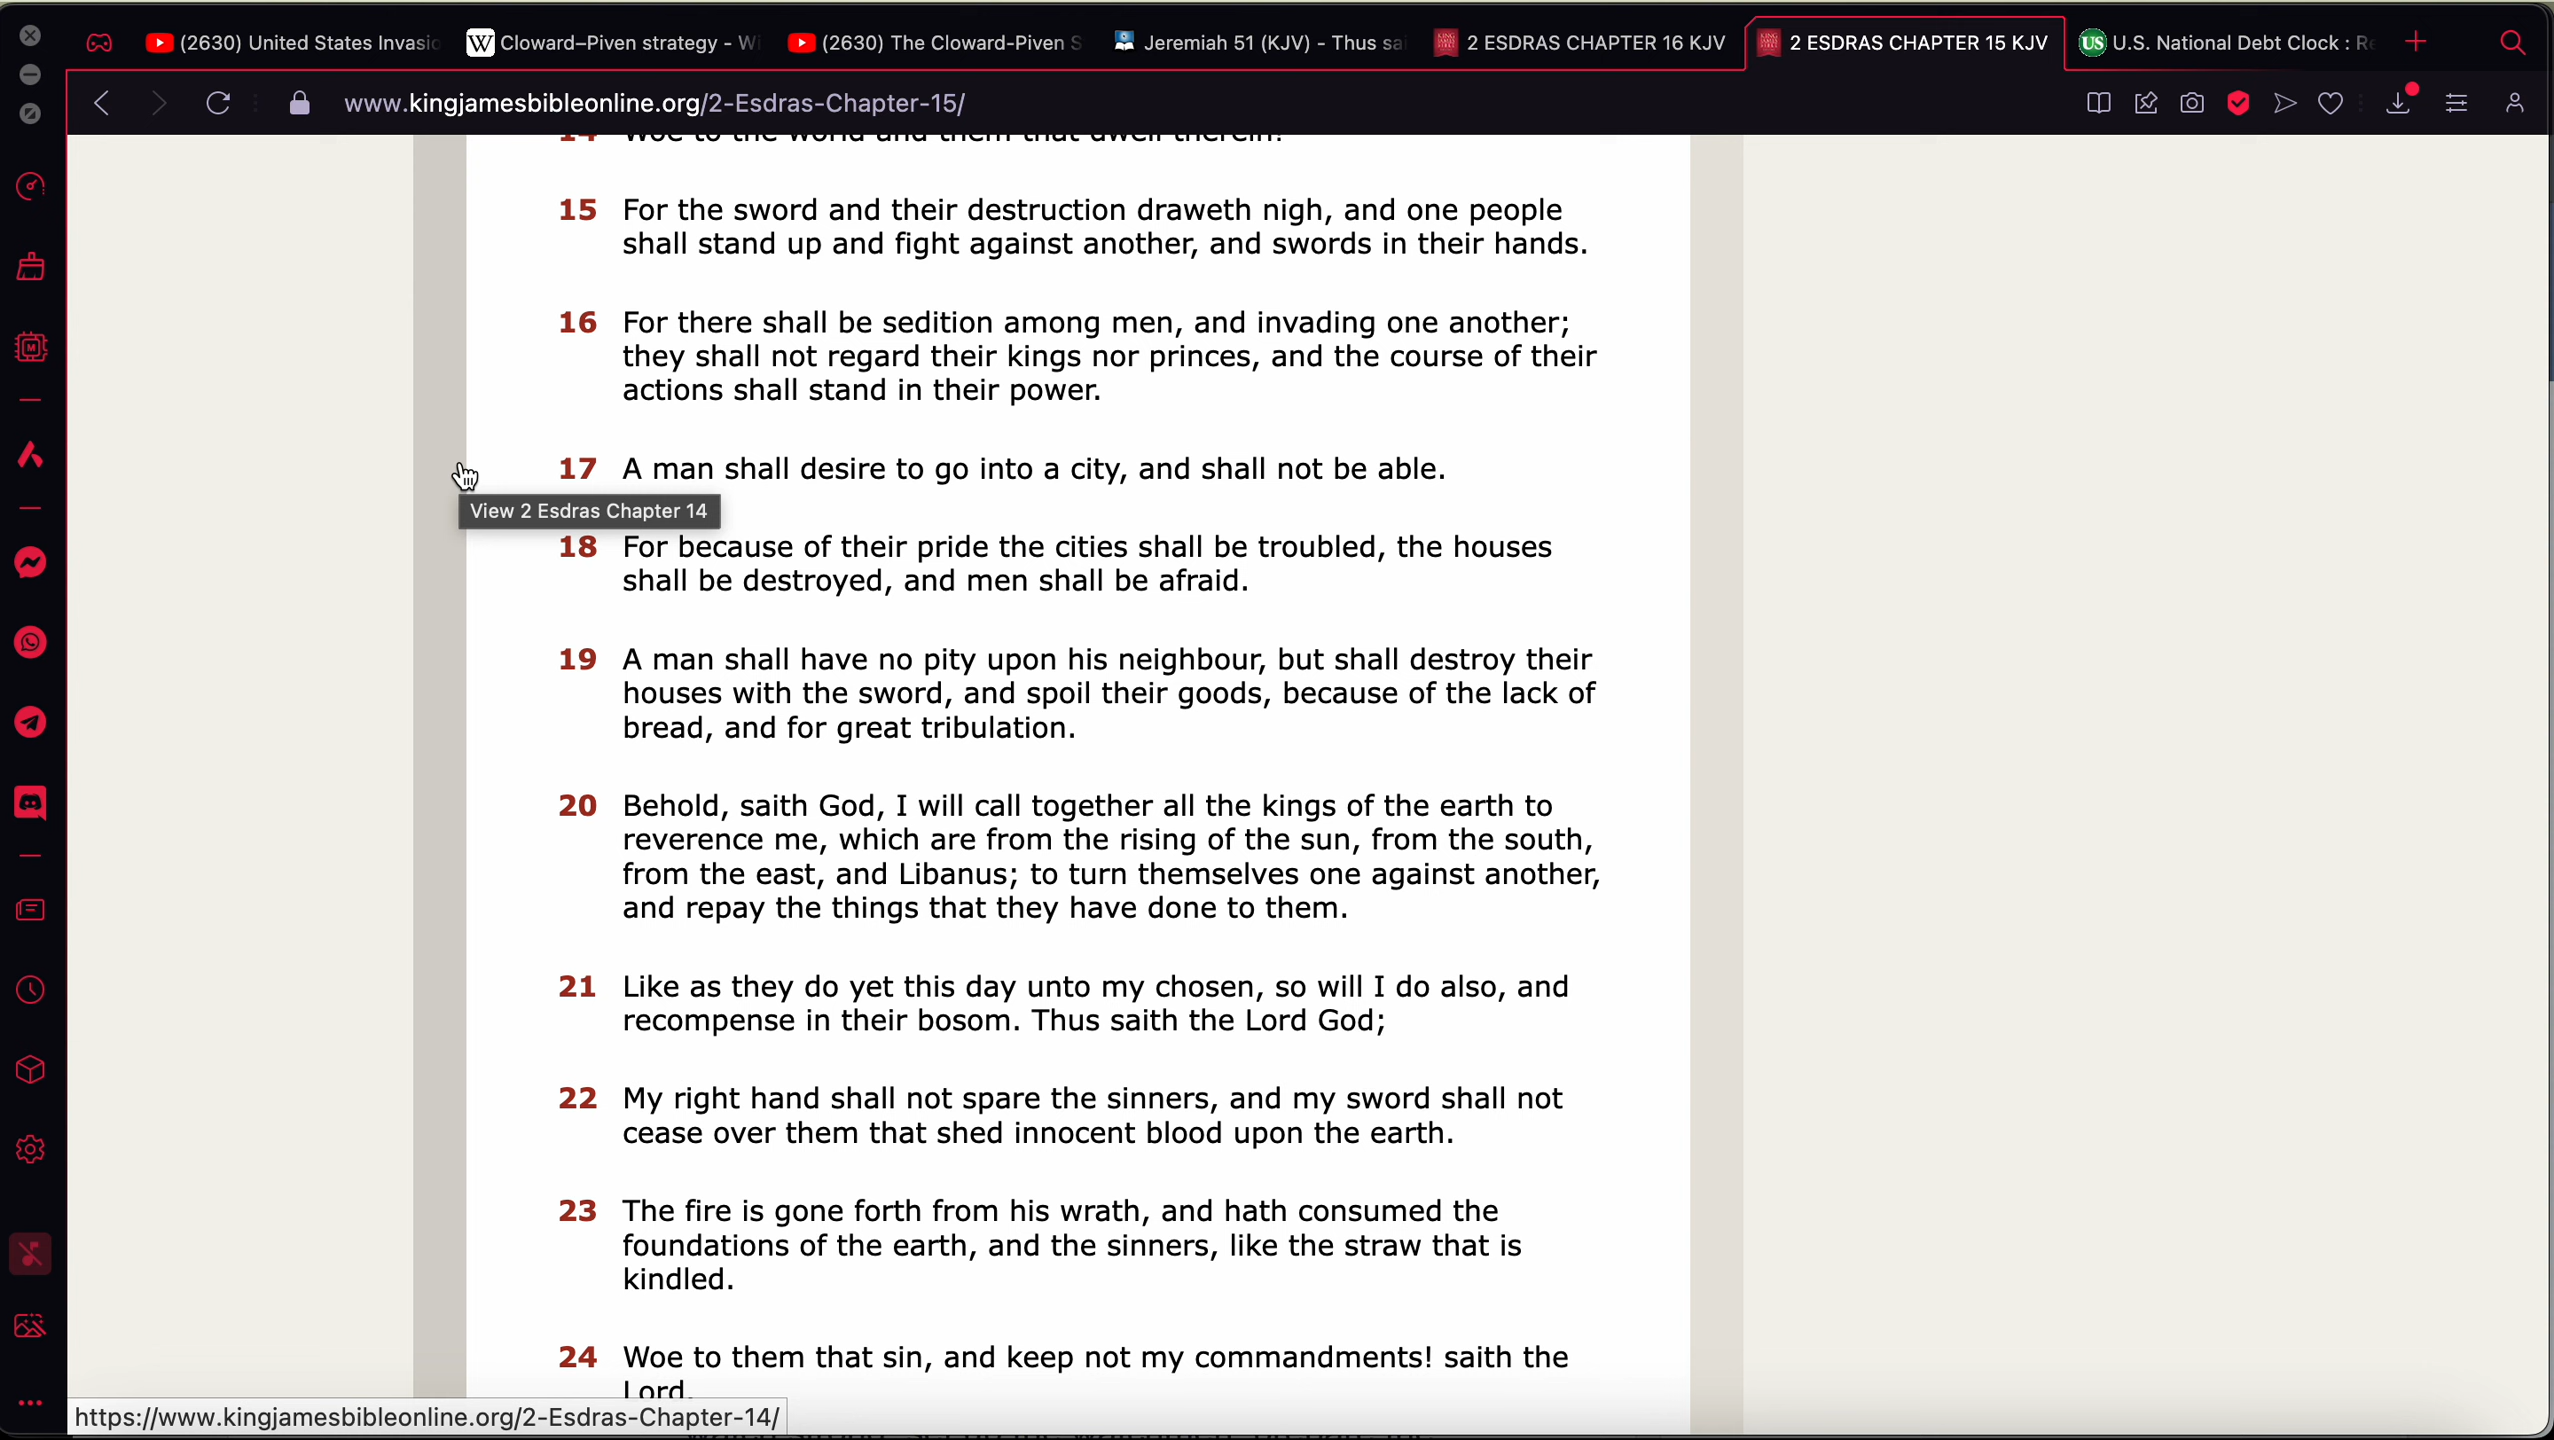 (2630) United States Invasio
Cloward–Piven strategy - Wi
(2630) The Cloward-Piven S
Jeremiah 51 (KJV) - Thus sai
2 ESDRAS CHAPTER 16 KJV
2 ESDRAS CHAPTER 15 KJV
U.S. National Debt Clock : Re
www.kingjamesbibleonline.org/2-Esdras-Chapter-15/
14 Woe to the world and them that dwell therein!
15 For the sword and their destruction draweth nigh, and one people
shall stand up and fight against another, and swords in their hands.
16 For there shall be sedition among men, and invading one another;
they shall not regard their kings nor princes, and the course of their
actions shall stand in their power.
17 A man shall desire to go into a city, and shall not be able.
View 2 Esdras Chapter 14
18 For because of their pride the cities shall be troubled, the houses
shall be destroyed, and men shall be afraid.
19 A man shall have no pity upon his neighbour, but shall destroy their
houses with the sword, and spoil their goods, because of the lack of
bread, and for great tribulation.
20 Behold, saith God, I will call together all the kings of the earth to
reverence me, which are from the rising of the sun, from the south,
from the east, and Libanus; to turn themselves one against another,
and repay the things that they have done to them.
21 Like as they do yet this day unto my chosen, so will I do also, and
recompense in their bosom. Thus saith the Lord God;
22 My right hand shall not spare the sinners, and my sword shall not
cease over them that shed innocent blood upon the earth.
23 The fire is gone forth from his wrath, and hath consumed the
foundations of the earth, and the sinners, like the straw that is
kindled.
24 Woe to them that sin, and keep not my commandments! saith the
Lord.
https://www.kingjamesbibleonline.org/2-Esdras-Chapter-14/